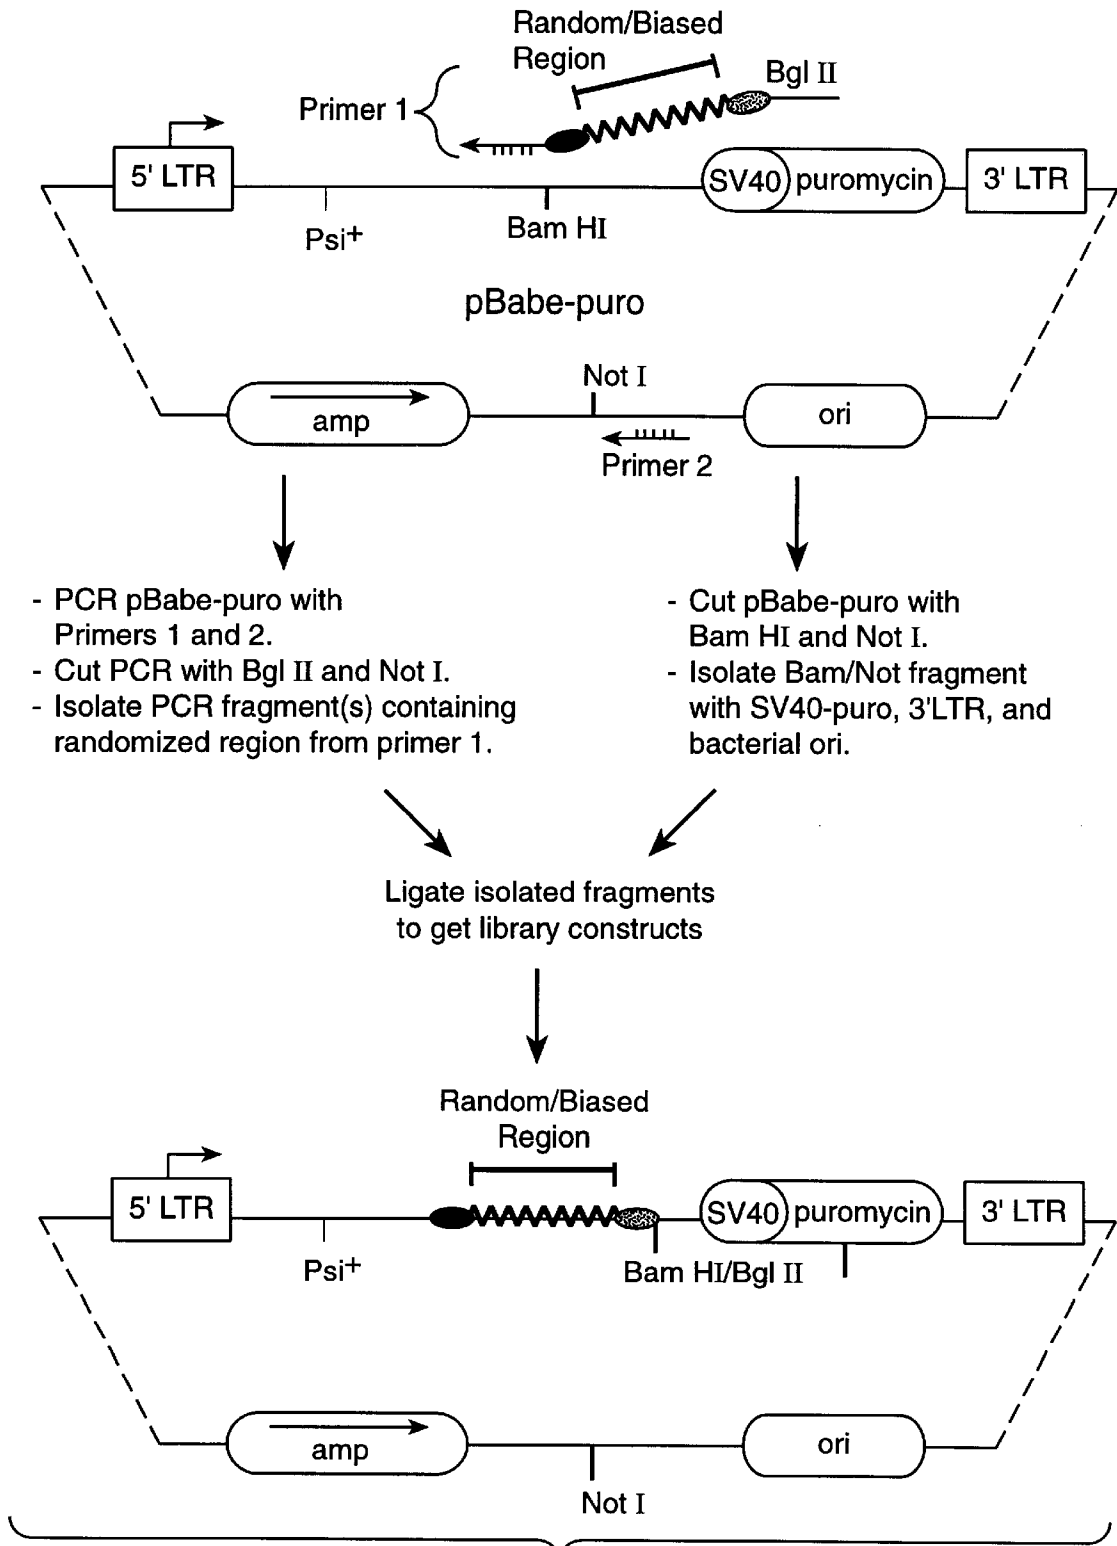 Random/Biased
Region
Bgl II
Primer 1
5' LTR
SV40
puromycin
3' LTR
Psi+
Bam HI
pBabe-puro
Not I
amp
ori
Primer 2
- PCR pBabe-puro with
Primers 1 and 2.
- Cut PCR with Bgl II and Not I.
- Isolate PCR fragment(s) containing
randomized region from primer 1.
- Cut pBabe-puro with
Bam HI and Not I.
- Isolate Bam/Not fragment
with SV40-puro, 3'LTR, and
bacterial ori.
Ligate isolated fragments
to get library constructs
Random/Biased
Region
5' LTR
SV40
puromycin
3' LTR
Psi+
Bam HI/Bgl II
amp
ori
Not I